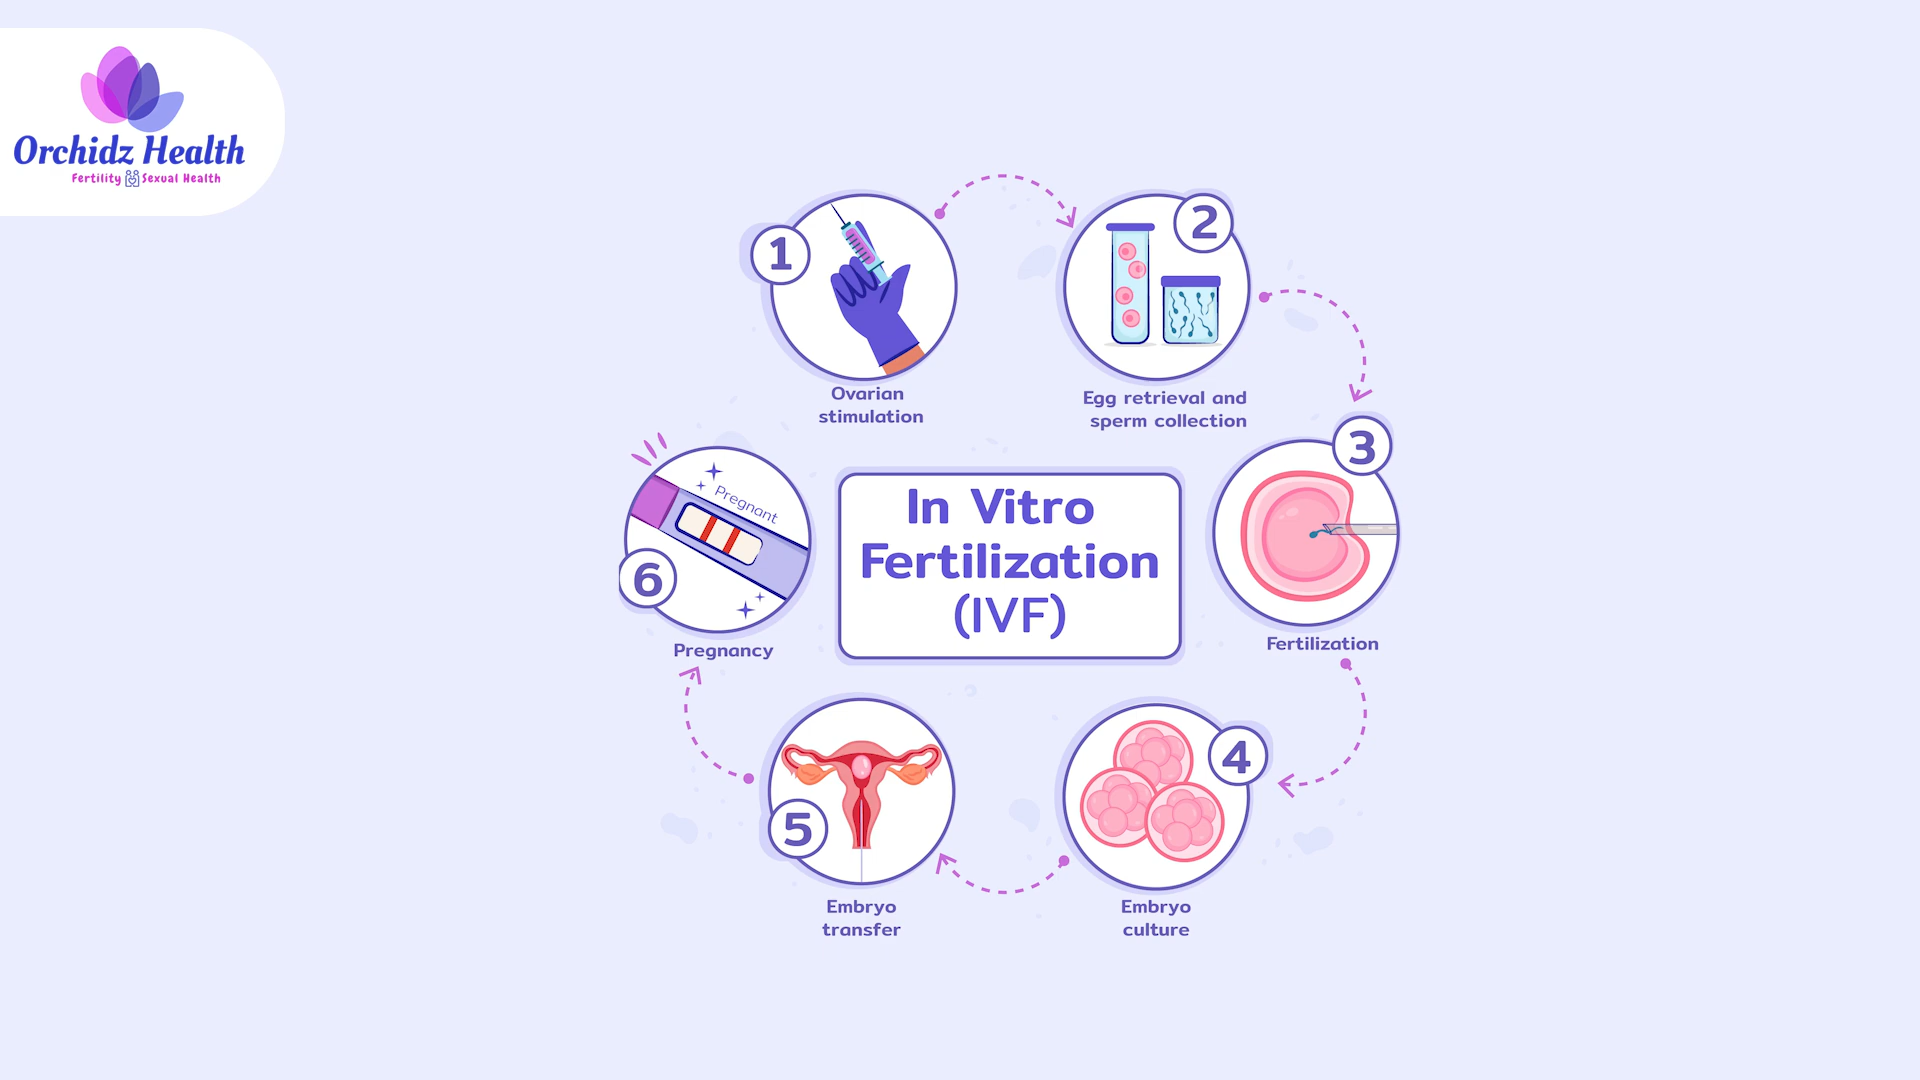 Orchidz Health
Fertility Sexual Health
1
Ovarian
stimulation
2
Egg retrieval and
sperm collection
3
Fertilization
4
Embryo
culture
5
Embryo
transfer
6
Pregnant
Pregnancy
In Vitro
Fertilization
(IVF)